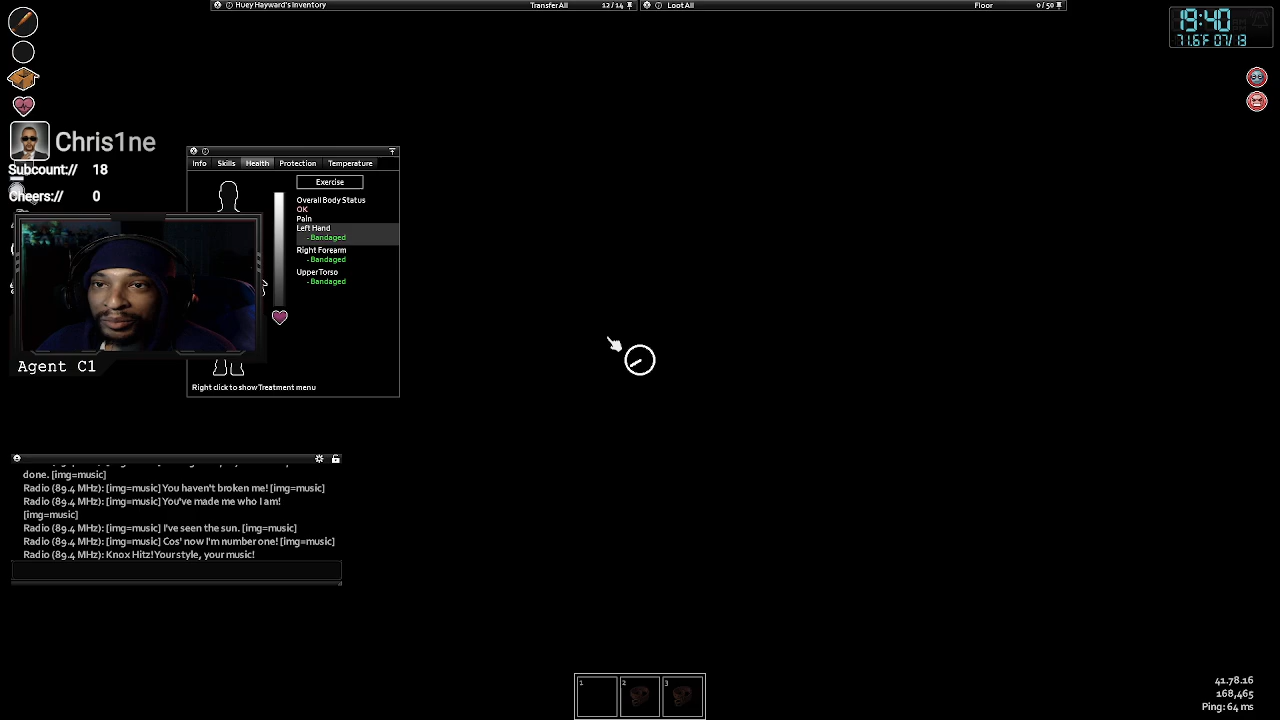 Huey Hayward's Inventory
Transfer All
12 / 14
Loot All
Floor
0 / 50
19:40
71.6°F 07/13
Chris1ne
Subcount// 18
Cheers:// 0
Agent C1
Info Skills Health Protection Temperature
Exercise
Overall Body Status
OK
Pain
Left Hand
- Bandaged
Right Forearm
- Bandaged
Upper Torso
- Bandaged
Right click to show Treatment menu
done. [img=music]
Radio (89.4 MHz): [img=music] You haven't broken me! [img=music]
Radio (89.4 MHz): [img=music] You've made me who I am!
[img=music]
Radio (89.4 MHz): [img=music] I've seen the sun. [img=music]
Radio (89.4 MHz): [img=music] Cos' now I'm number one! [img=music]
Radio (89.4 MHz): Knox Hitz! Your style, your music!
1 2 3
41.78.16
168,465
Ping: 64 ms